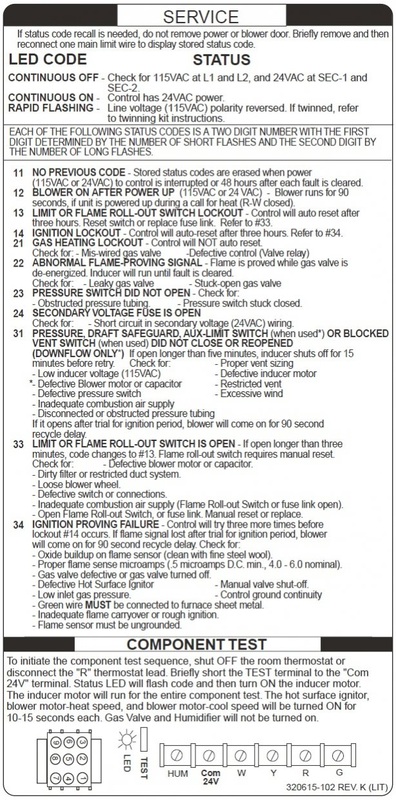 SERVICE
If status code recall is needed, do not remove power or blower door. Briefly remove and then
reconnect one main limit wire to display stored status code.
LED CODE STATUS
CONTINUOUS OFF - Check for 115VAC at L1 and L2, and 24VAC at SEC-1 and
SEC-2.
CONTINUOUS ON - Control has 24VAC power.
RAPID FLASHING - Line voltage (115VAC) polarity reversed. If twinned, refer
to twinning kit instructions.
EACH OF THE FOLLOWING STATUS CODES IS A TWO DIGIT NUMBER WITH THE FIRST
DIGIT DETERMINED BY THE NUMBER OF SHORT FLASHES AND THE SECOND DIGIT BY
THE NUMBER OF LONG FLASHES.
11 NO PREVIOUS CODE - Stored status codes are erased when power
(115VAC or 24VAC) to control is interrupted or 48 hours after each fault is cleared.
12 BLOWER ON AFTER POWER UP (115VAC or 24 VAC) - Blower runs for 90
seconds, if unit is powered up during a call for heat (R-W closed).
13 LIMIT OR FLAME ROLL-OUT SWITCH LOCKOUT - Control will auto reset after
three hours. Reset switch or replace fuse link. Refer to #33.
14 IGNITION LOCKOUT - Control will auto-reset after three hours. Refer to #34.
21 GAS HEATING LOCKOUT - Control will NOT auto reset.
Check for: - Mis-wired gas valve -Defective control (Valve relay)
22 ABNORMAL FLAME-PROVING SIGNAL - Flame is proved while gas valve is
de-energized. Inducer will run until fault is cleared.
Check for: - Leaky gas valve - Stuck-open gas valve
23 PRESSURE SWITCH DID NOT OPEN - Check for:
- Obstructed pressure tubing. - Pressure switch stuck closed.
24 SECONDARY VOLTAGE FUSE IS OPEN
Check for: - Short circuit in secondary voltage (24VAC) wiring.
31 PRESSURE, DRAFT SAFEGUARD, AUX-LIMIT SWITCH (when used*) OR BLOCKED
VENT SWITCH (when used) DID NOT CLOSE OR REOPENED
(DOWNFLOW ONLY*) If open longer than five minutes, inducer shuts off for 15
minutes before retry. Check for: - Proper vent sizing
- Low inducer voltage (115VAC) - Defective inducer motor
*- Defective Blower motor or capacitor - Restricted vent
- Defective pressure switch - Excessive wind
- Inadequate combustion air supply
- Disconnected or obstructed pressure tubing
If it opens after trial for ignition period, blower will come on for 90 second
recycle delay.
33 LIMIT OR FLAME ROLL-OUT SWITCH IS OPEN - If open longer than three
minutes, code changes to #13. Flame roll-out switch requires manual reset.
Check for: - Defective blower motor or capacitor.
- Dirty filter or restricted duct system.
- Loose blower wheel.
- Defective switch or connections.
- Inadequate combustion air supply (Flame Roll-out Switch or fuse link open).
- Open Flame Roll-out Switch, or fuse link. Manual reset or replace.
34 IGNITION PROVING FAILURE - Control will try three more times before
lockout #14 occurs. If flame signal lost after trial for ignition period, blower
will come on for 90 second recycle delay. Check for:
- Oxide buildup on flame sensor (clean with fine steel wool).
- Proper flame sense microamps (.5 microamps D.C. min., 4.0 - 6.0 nominal).
- Gas valve defective or gas valve turned off.
- Defective Hot Surface Ignitor - Manual valve shut-off.
- Low inlet gas pressure. - Control ground continuity
- Green wire MUST be connected to furnace sheet metal.
- Inadequate flame carryover or rough ignition.
- Flame sensor must be ungrounded.
COMPONENT TEST
To initiate the component test sequence, shut OFF the room thermostat or
disconnect the "R" thermostat lead. Briefly short the TEST terminal to the "Com
24V" terminal. Status LED will flash code and then turn ON the inducer motor.
The inducer motor will run for the entire component test. The hot surface ignitor,
blower motor-heat speed, and blower motor-cool speed will be turned ON for
10-15 seconds each. Gas Valve and Humidifier will not be turned on.
9 6 3
8 5 2
7 4 1
LED
TEST
HUM Com W Y R G
24V
320615-102 REV. K (LIT)